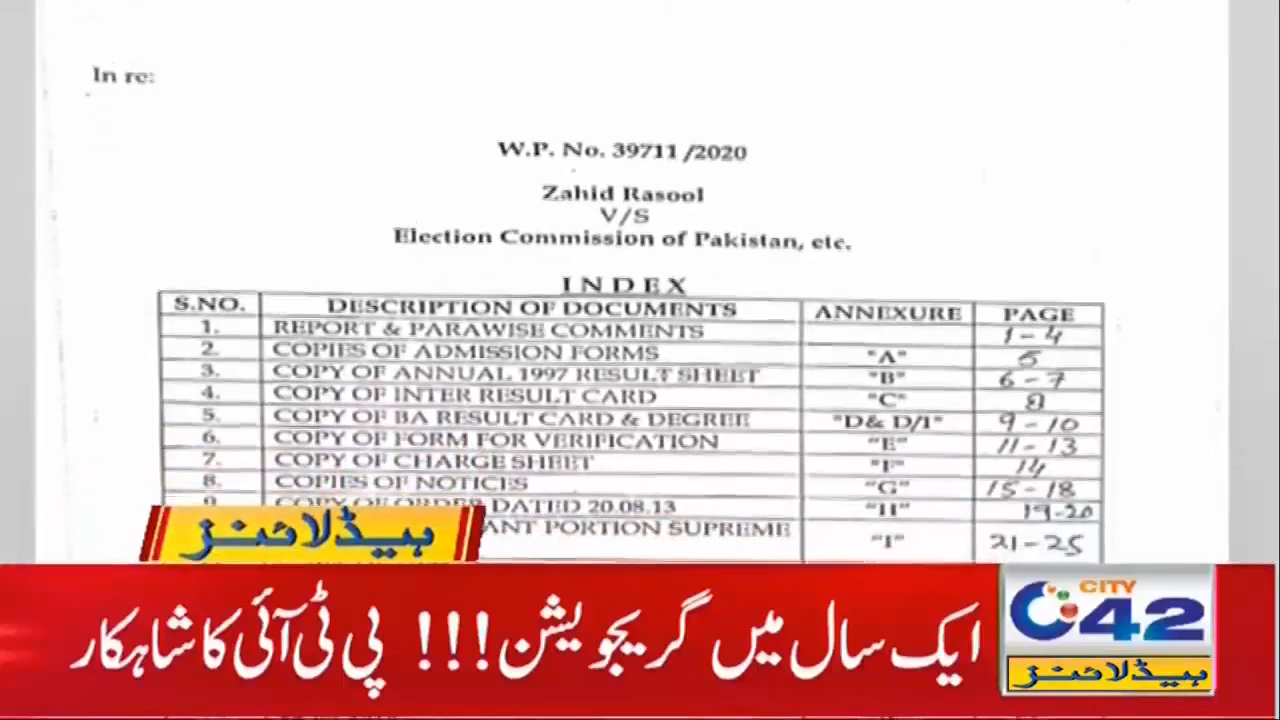 In re:
W.P. No. 39711/2020
Zahid Rasool
V/S
Election Commission of Pakistan, etc.
INDEX
S.NO. DESCRIPTION OF DOCUMENTS ANNEXURE PAGE
1. REPORT & PARAWISE COMMENTS 1-4
2. COPIES OF ADMISSION FORMS "A" 5
3. COPY OF ANNUAL 1997 RESULT SHEET "B" 6-7
4. COPY OF INTER RESULT CARD "C" 8
5. COPY OF BA RESULT CARD & DEGREE "D& D/1" 9-10
6. COPY OF FORM FOR VERIFICATION "E" 11-13
7. COPY OF CHARGE SHEET "F" 14
8. COPIES OF NOTICES "G" 15-18
9. COPY OF ORDER DATED 20.08.13 "H" 19-20
ANT PORTION SUPREME "I" 21-25
ہیڈلائنز
ایک سال میں گریجویشن!!! پی ٹی آئی کا شاہکار
CITY
42
ہیڈلائنز